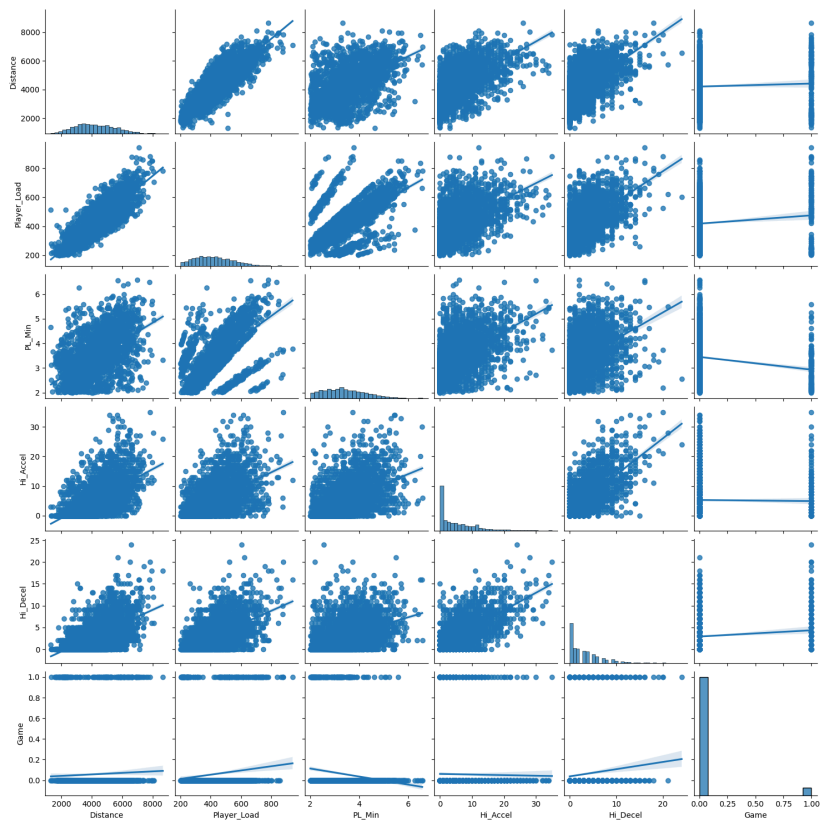 8000
6000
4000
2000
Distance
800
600
400
200
Player_Load
6
5
4
3
2
PL_Min
30
20
10
0
Hi_Accel
25
20
15
10
5
0
Hi_Decel
1.0
0.8
0.6
0.4
0.2
0.0
Game
2000 4000 6000 8000
200 400 600 800
2 4 6
0 10 20 30
0 10 20
0.00 0.25 0.50 0.75 1.00
Distance Player_Load PL_Min Hi_Accel Hi_Decel Game